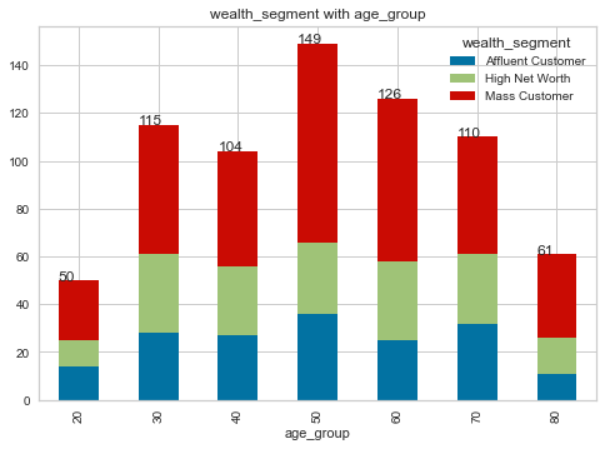 wealth_segment with age_group
149
wealth_segment
Affluent Customer
High Net Worth
Mass Customer
140
126
120
115
110
104
100
80
61
60
50
40
20
0
20 30 40 50 60 70 80
age_group